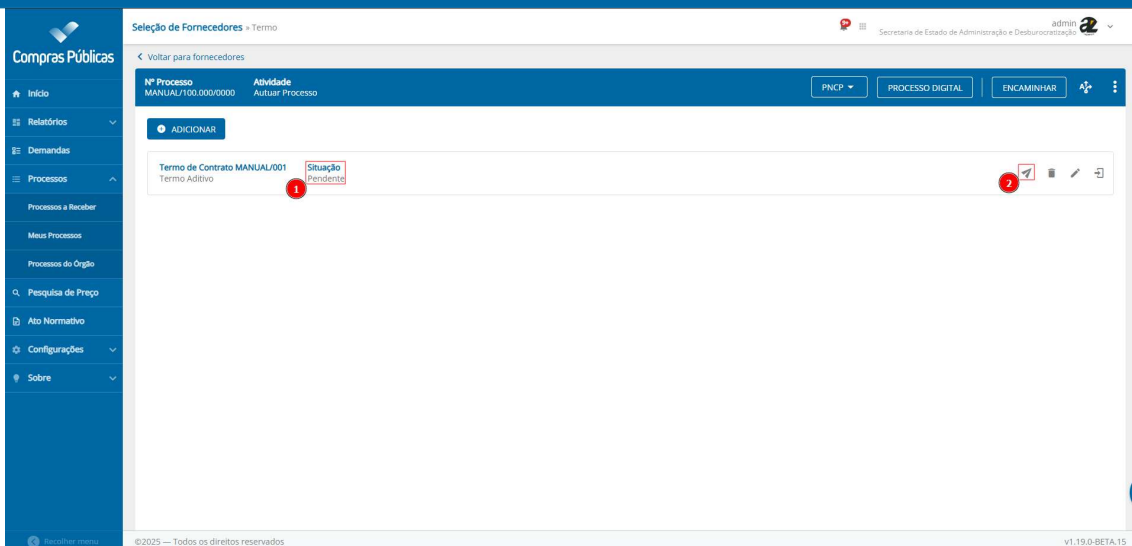 Seleção de Fornecedores » Termo
9+
admin
Secretaria de Estado de Administração e Desburocratização
Compras Públicas
Voltar para fornecedores
Nº Processo
MANUAL/100.000/0000
Atividade
Autuar Processo
PNCP
PROCESSO DIGITAL
ENCAMINHAR
Início
Relatórios
Demandas
Processos
Processos a Receber
Meus Processos
Processos do Órgão
Pesquisa de Preço
Ato Normativo
Configurações
Sobre
Recolher menu
ADICIONAR
Termo de Contrato MANUAL/001
Termo Aditivo
Situação
Pendente
1
2
©2025 — Todos os direitos reservados
v1.19.0-BETA.15